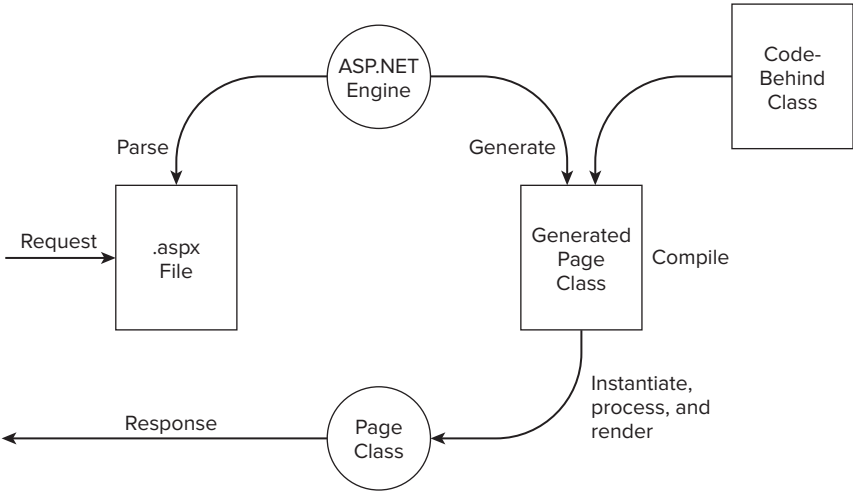 ASP.NET
Engine
Code-
Behind
Class
Parse
Generate
Request
.aspx
File
Generated
Page
Class
Compile
Instantiate,
process, and
render
Response
Page
Class